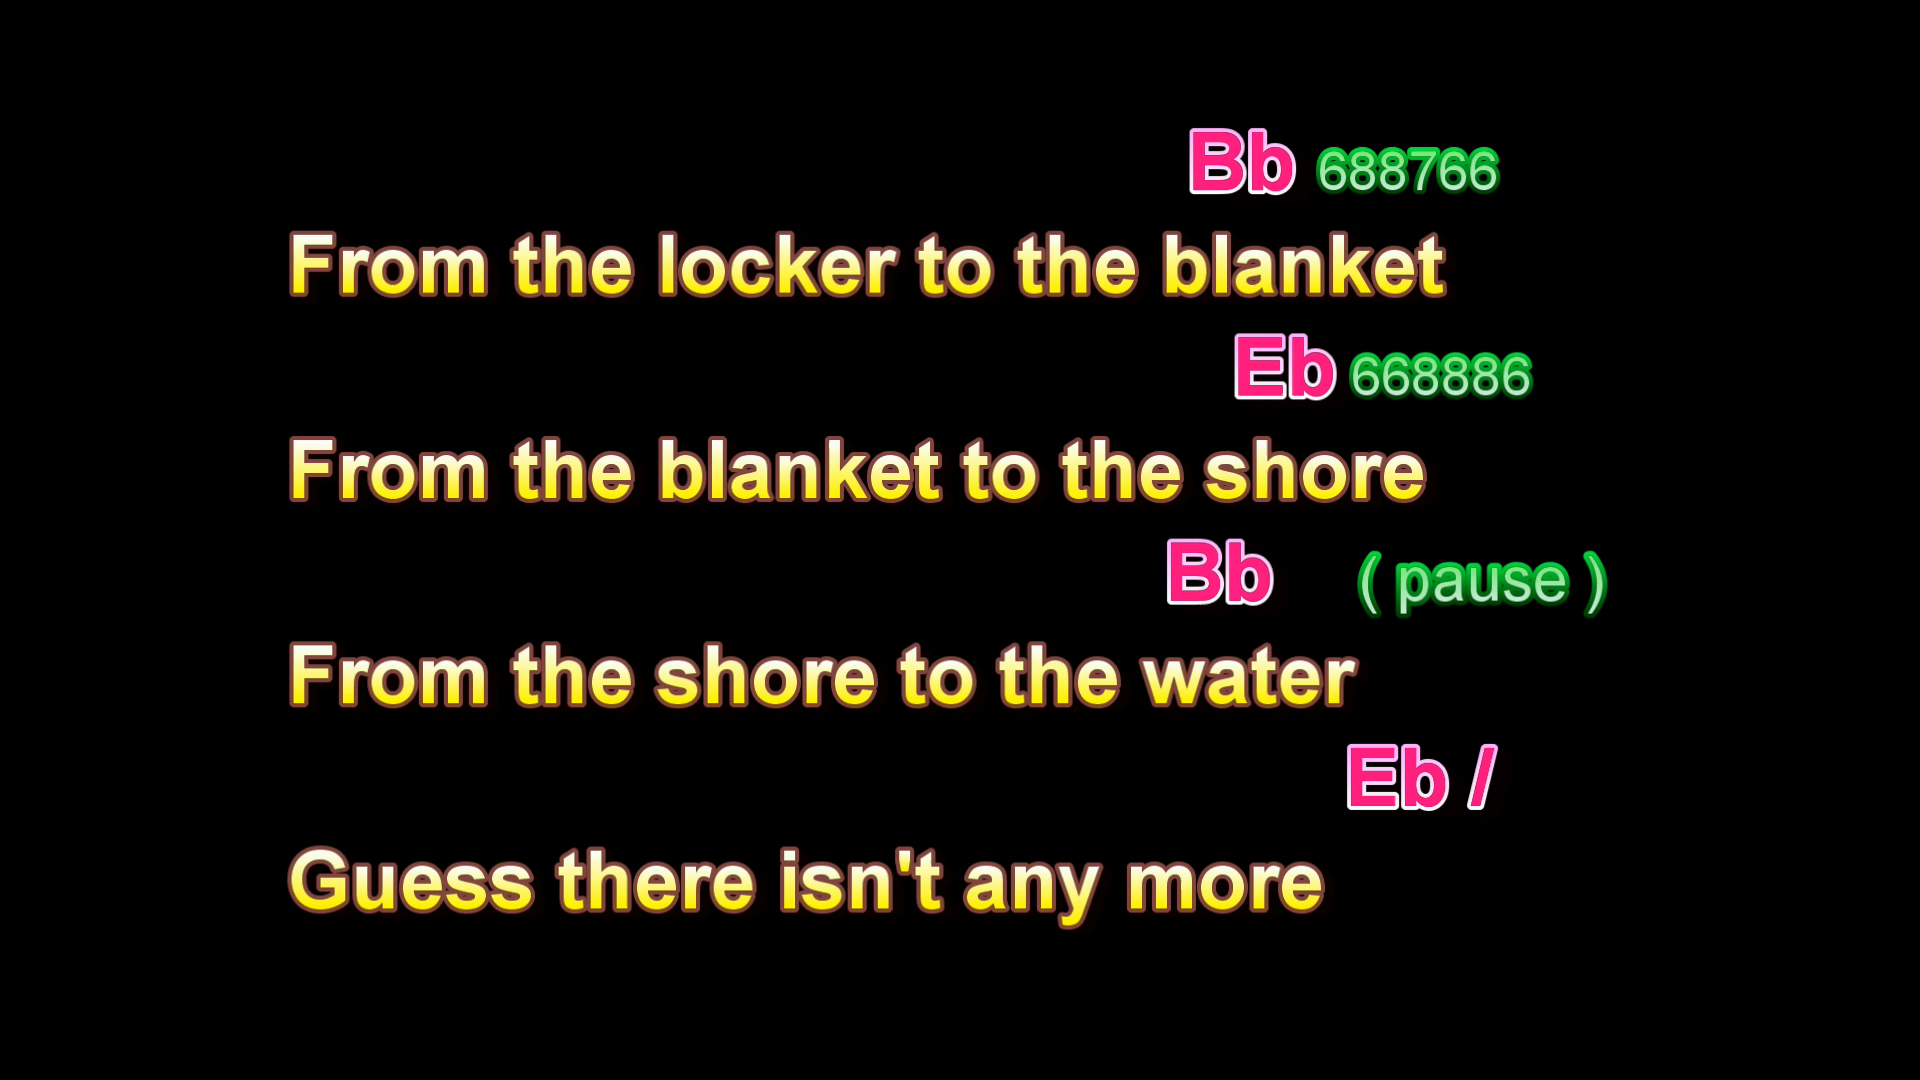 Bb 688766
From the locker to the blanket
Eb 668886
From the blanket to the shore
Bb ( pause )
From the shore to the water
Eb /
Guess there isn't any more